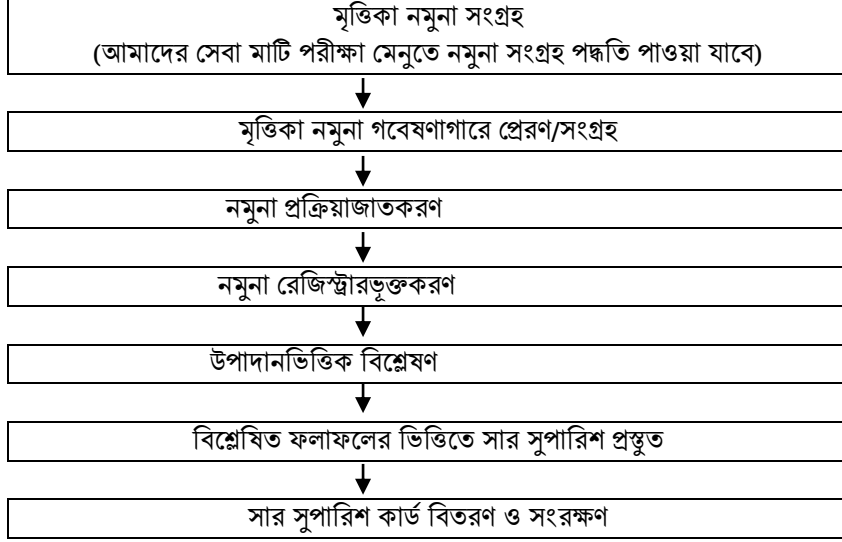 মৃত্তিকা নমুনা সংগ্রহ
(আমাদের সেবা মাটি পরীক্ষা মেনুতে নমুনা সংগ্রহ পদ্ধতি পাওয়া যাবে)
মৃত্তিকা নমুনা গবেষণাগারে প্রেরণ/সংগ্রহ
নমুনা প্রক্রিয়াজাতকরণ
নমুনা রেজিস্ট্রারভূক্তকরণ
উপাদানভিত্তিক বিশ্লেষণ
বিশ্লেষিত ফলাফলের ভিত্তিতে সার সুপারিশ প্রস্তুত
সার সুপারিশ কার্ড বিতরণ ও সংরক্ষণ